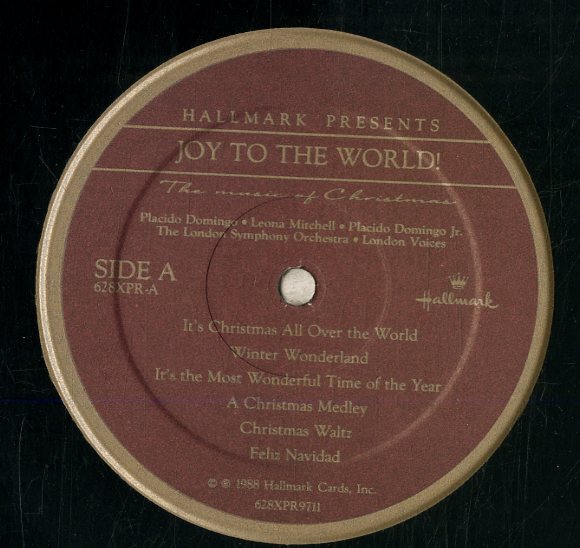 HALLMARK PRESENTS
JOY TO THE WORLD!
The music of Christmas
Placido Domingo • Leona Mitchell • Placido Domingo Jr.
The London Symphony Orchestra • London Voices
SIDE A
628XPR-A
Hallmark
It's Christmas All Over the World
Winter Wonderland
It's the Most Wonderful Time of the Year
A Christmas Medley
Christmas Waltz
Feliz Navidad
© ℗ 1988 Hallmark Cards, Inc.
628XPR9711